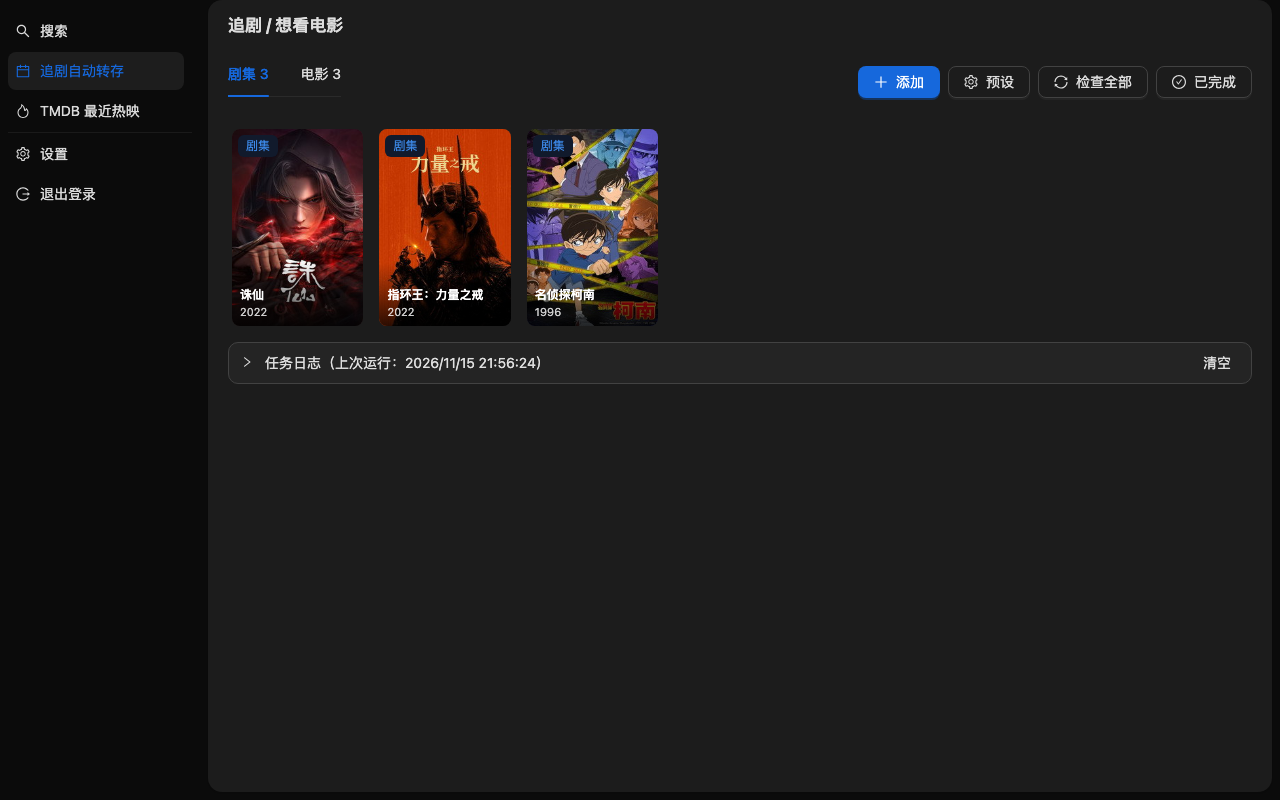 搜索
追剧自动转存
TMDB 最近热映
设置
退出登录
追剧 / 想看电影
剧集 3
电影 3
添加
预设
检查全部
已完成
剧集
诛仙
诛仙
2022
剧集
指环王
力量之戒
指环王：力量之戒
2022
剧集
名侦探柯南
1996
柯南
任务日志（上次运行：2026/11/15 21:56:24）
清空